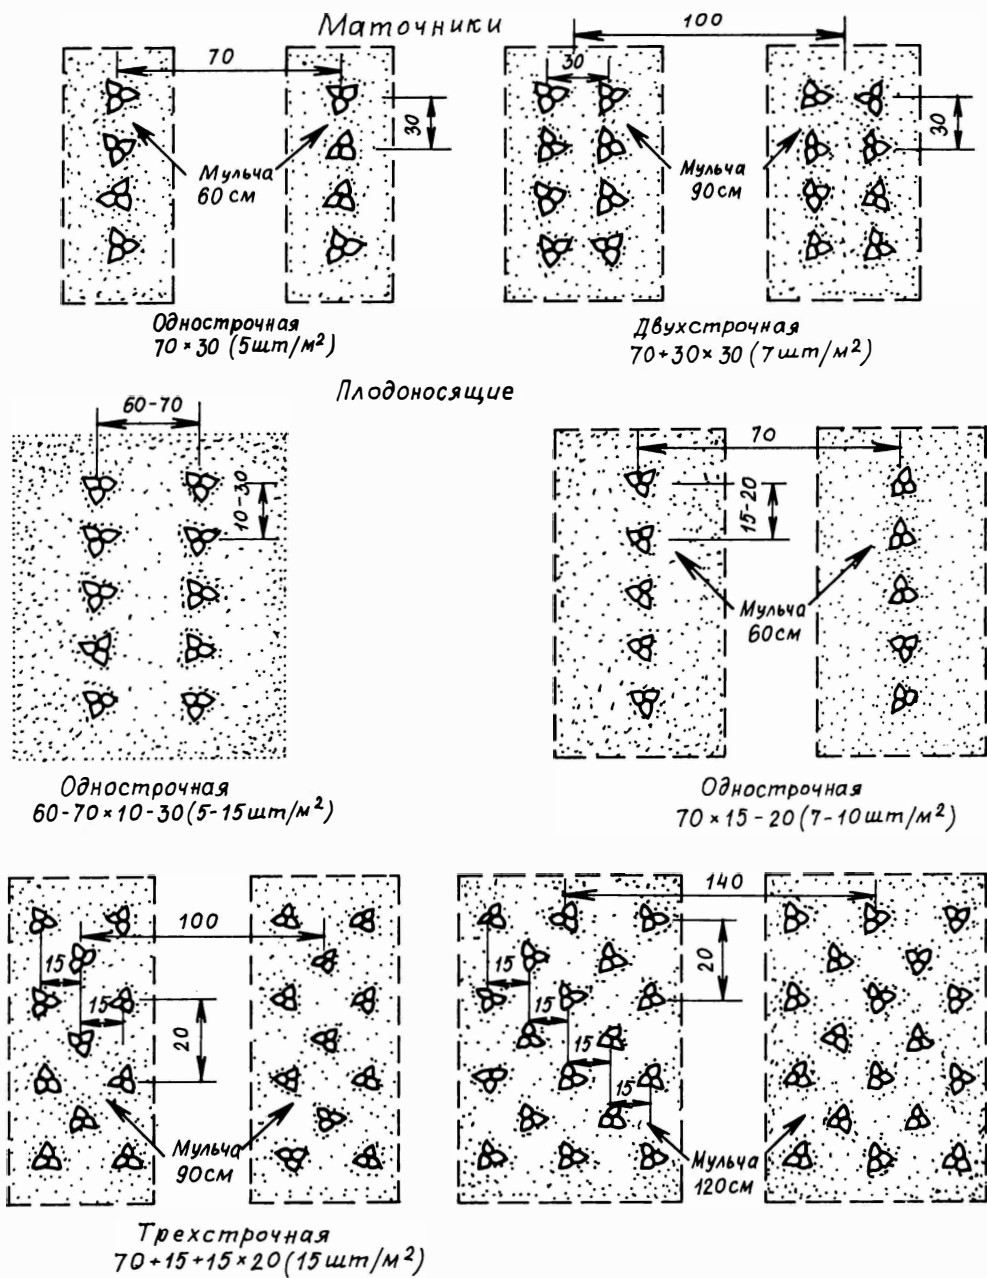 Маточники
70
30
Мульча
60 см
Однострочная
70×30 (5шт/м²)
100
30
30
Мульча
90см
Двухстрочная
70+30×30 (7шт/м²)
Плодоносящие
60-70
10-30
Однострочная
60-70×10-30(5-15шт/м²)
70
15-20
Мульча
60см
Однострочная
70×15-20(7-10шт/м²)
100
15
15
20
Мульча
90см
Трехстрочная
70+15+15×20(15шт/м²)
140
20
15
15
15
15
Мульча
120см